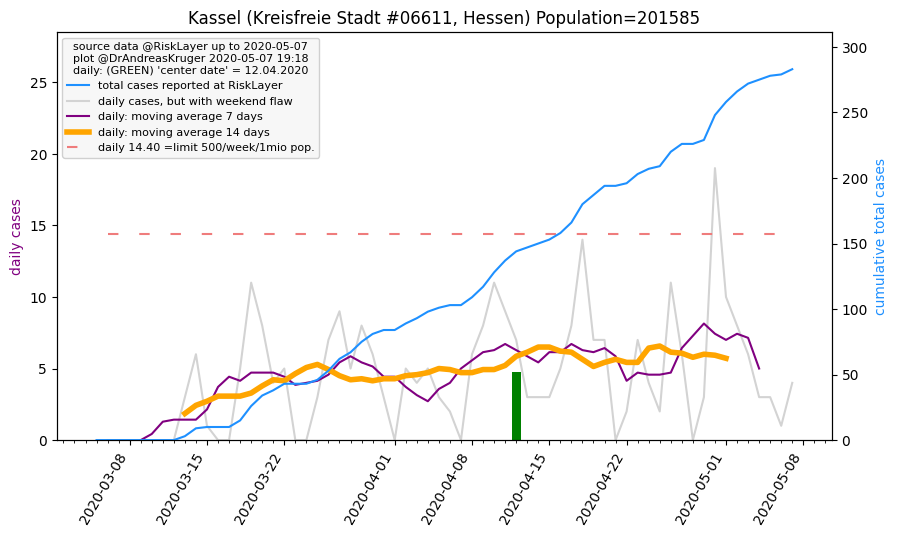 Kassel (Kreisfreie Stadt #06611, Hessen) Population=201585
source data @RiskLayer up to 2020-05-07
plot @DrAndreasKruger 2020-05-07 19:18
daily: (GREEN) 'center date' = 12.04.2020
total cases reported at RiskLayer
daily cases, but with weekend flaw
daily: moving average 7 days
daily: moving average 14 days
daily 14.40 =limit 500/week/1mio pop.
daily cases
0
5
10
15
20
25
cumulative total cases
0
50
100
150
200
250
300
2020-03-08
2020-03-15
2020-03-22
2020-04-01
2020-04-08
2020-04-15
2020-04-22
2020-05-01
2020-05-08